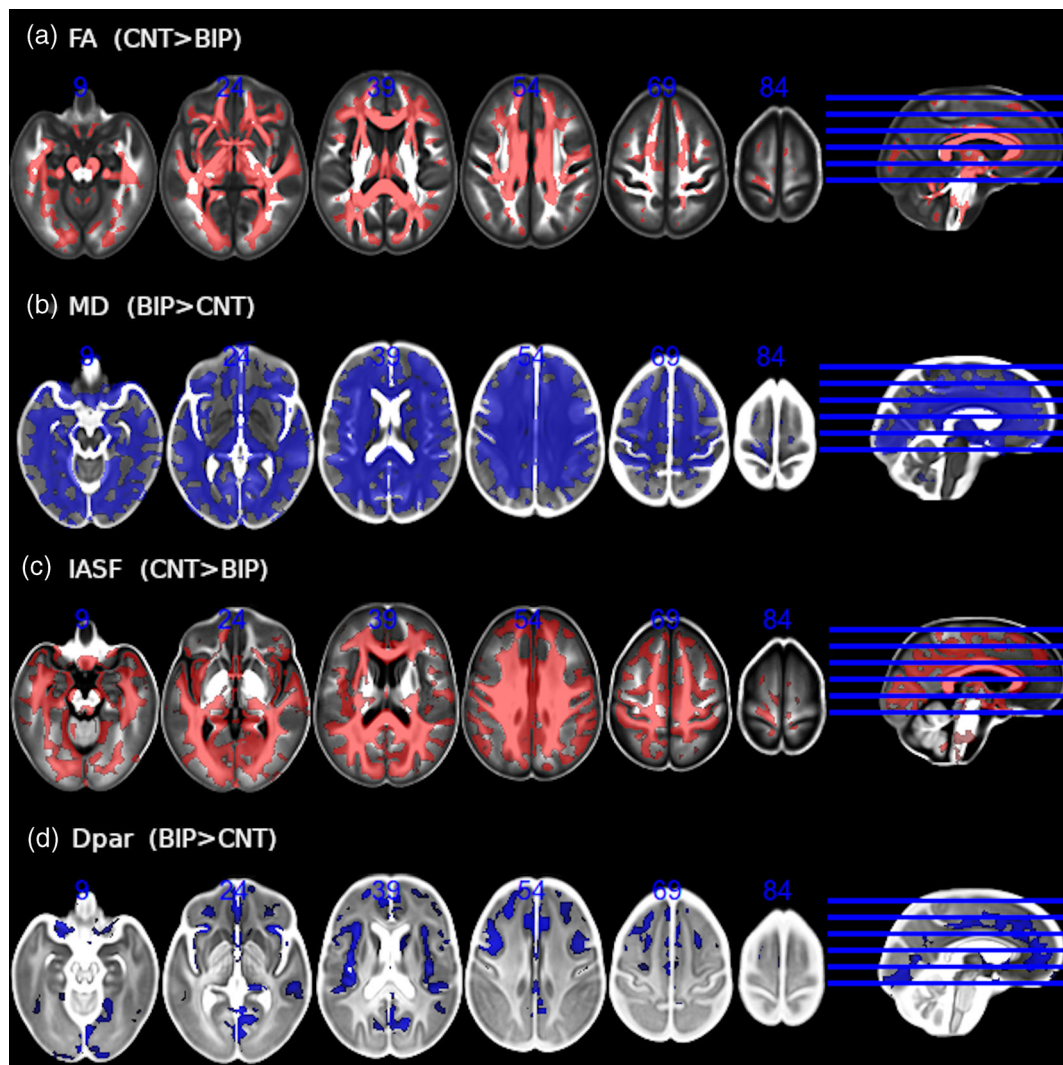 (a) FA (CNT>BIP)
9 24 39 54 69 84
(b) MD (BIP>CNT)
9 24 39 54 69 84
(c) IASF (CNT>BIP)
9 24 39 54 69 84
(d) Dpar (BIP>CNT)
9 24 39 54 69 84